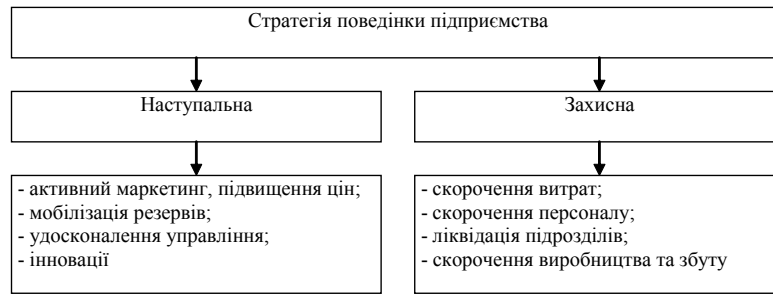 Стратегія поведінки підприємства
Наступальна
Захисна
- активний маркетинг, підвищення цін;
- мобілізація резервів;
- удосконалення управління;
- інновації
- скорочення витрат;
- скорочення персоналу;
- ліквідація підрозділів;
- скорочення виробництва та збуту